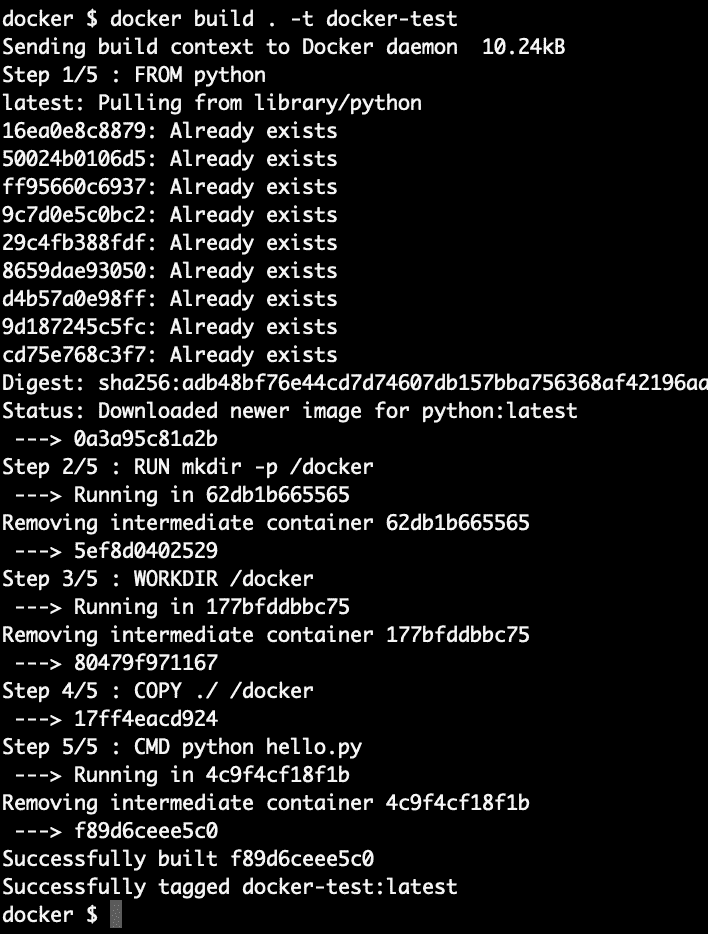 docker $ docker build . -t docker-test
Sending build context to Docker daemon  10.24kB
Step 1/5 : FROM python
latest: Pulling from library/python
16ea0e8c8879: Already exists
50024b0106d5: Already exists
ff95660c6937: Already exists
9c7d0e5c0bc2: Already exists
29c4fb388fdf: Already exists
8659dae93050: Already exists
d4b57a0e98ff: Already exists
9d187245c5fc: Already exists
cd75e768c3f7: Already exists
Digest: sha256:adb48bf76e44cd7d74607db157bba756368af42196aa
Status: Downloaded newer image for python:latest
 ---> 0a3a95c81a2b
Step 2/5 : RUN mkdir -p /docker
 ---> Running in 62db1b665565
Removing intermediate container 62db1b665565
 ---> 5ef8d0402529
Step 3/5 : WORKDIR /docker
 ---> Running in 177bfddbbc75
Removing intermediate container 177bfddbbc75
 ---> 80479f971167
Step 4/5 : COPY ./ /docker
 ---> 17ff4eacd924
Step 5/5 : CMD python hello.py
 ---> Running in 4c9f4cf18f1b
Removing intermediate container 4c9f4cf18f1b
 ---> f89d6ceee5c0
Successfully built f89d6ceee5c0
Successfully tagged docker-test:latest
docker $